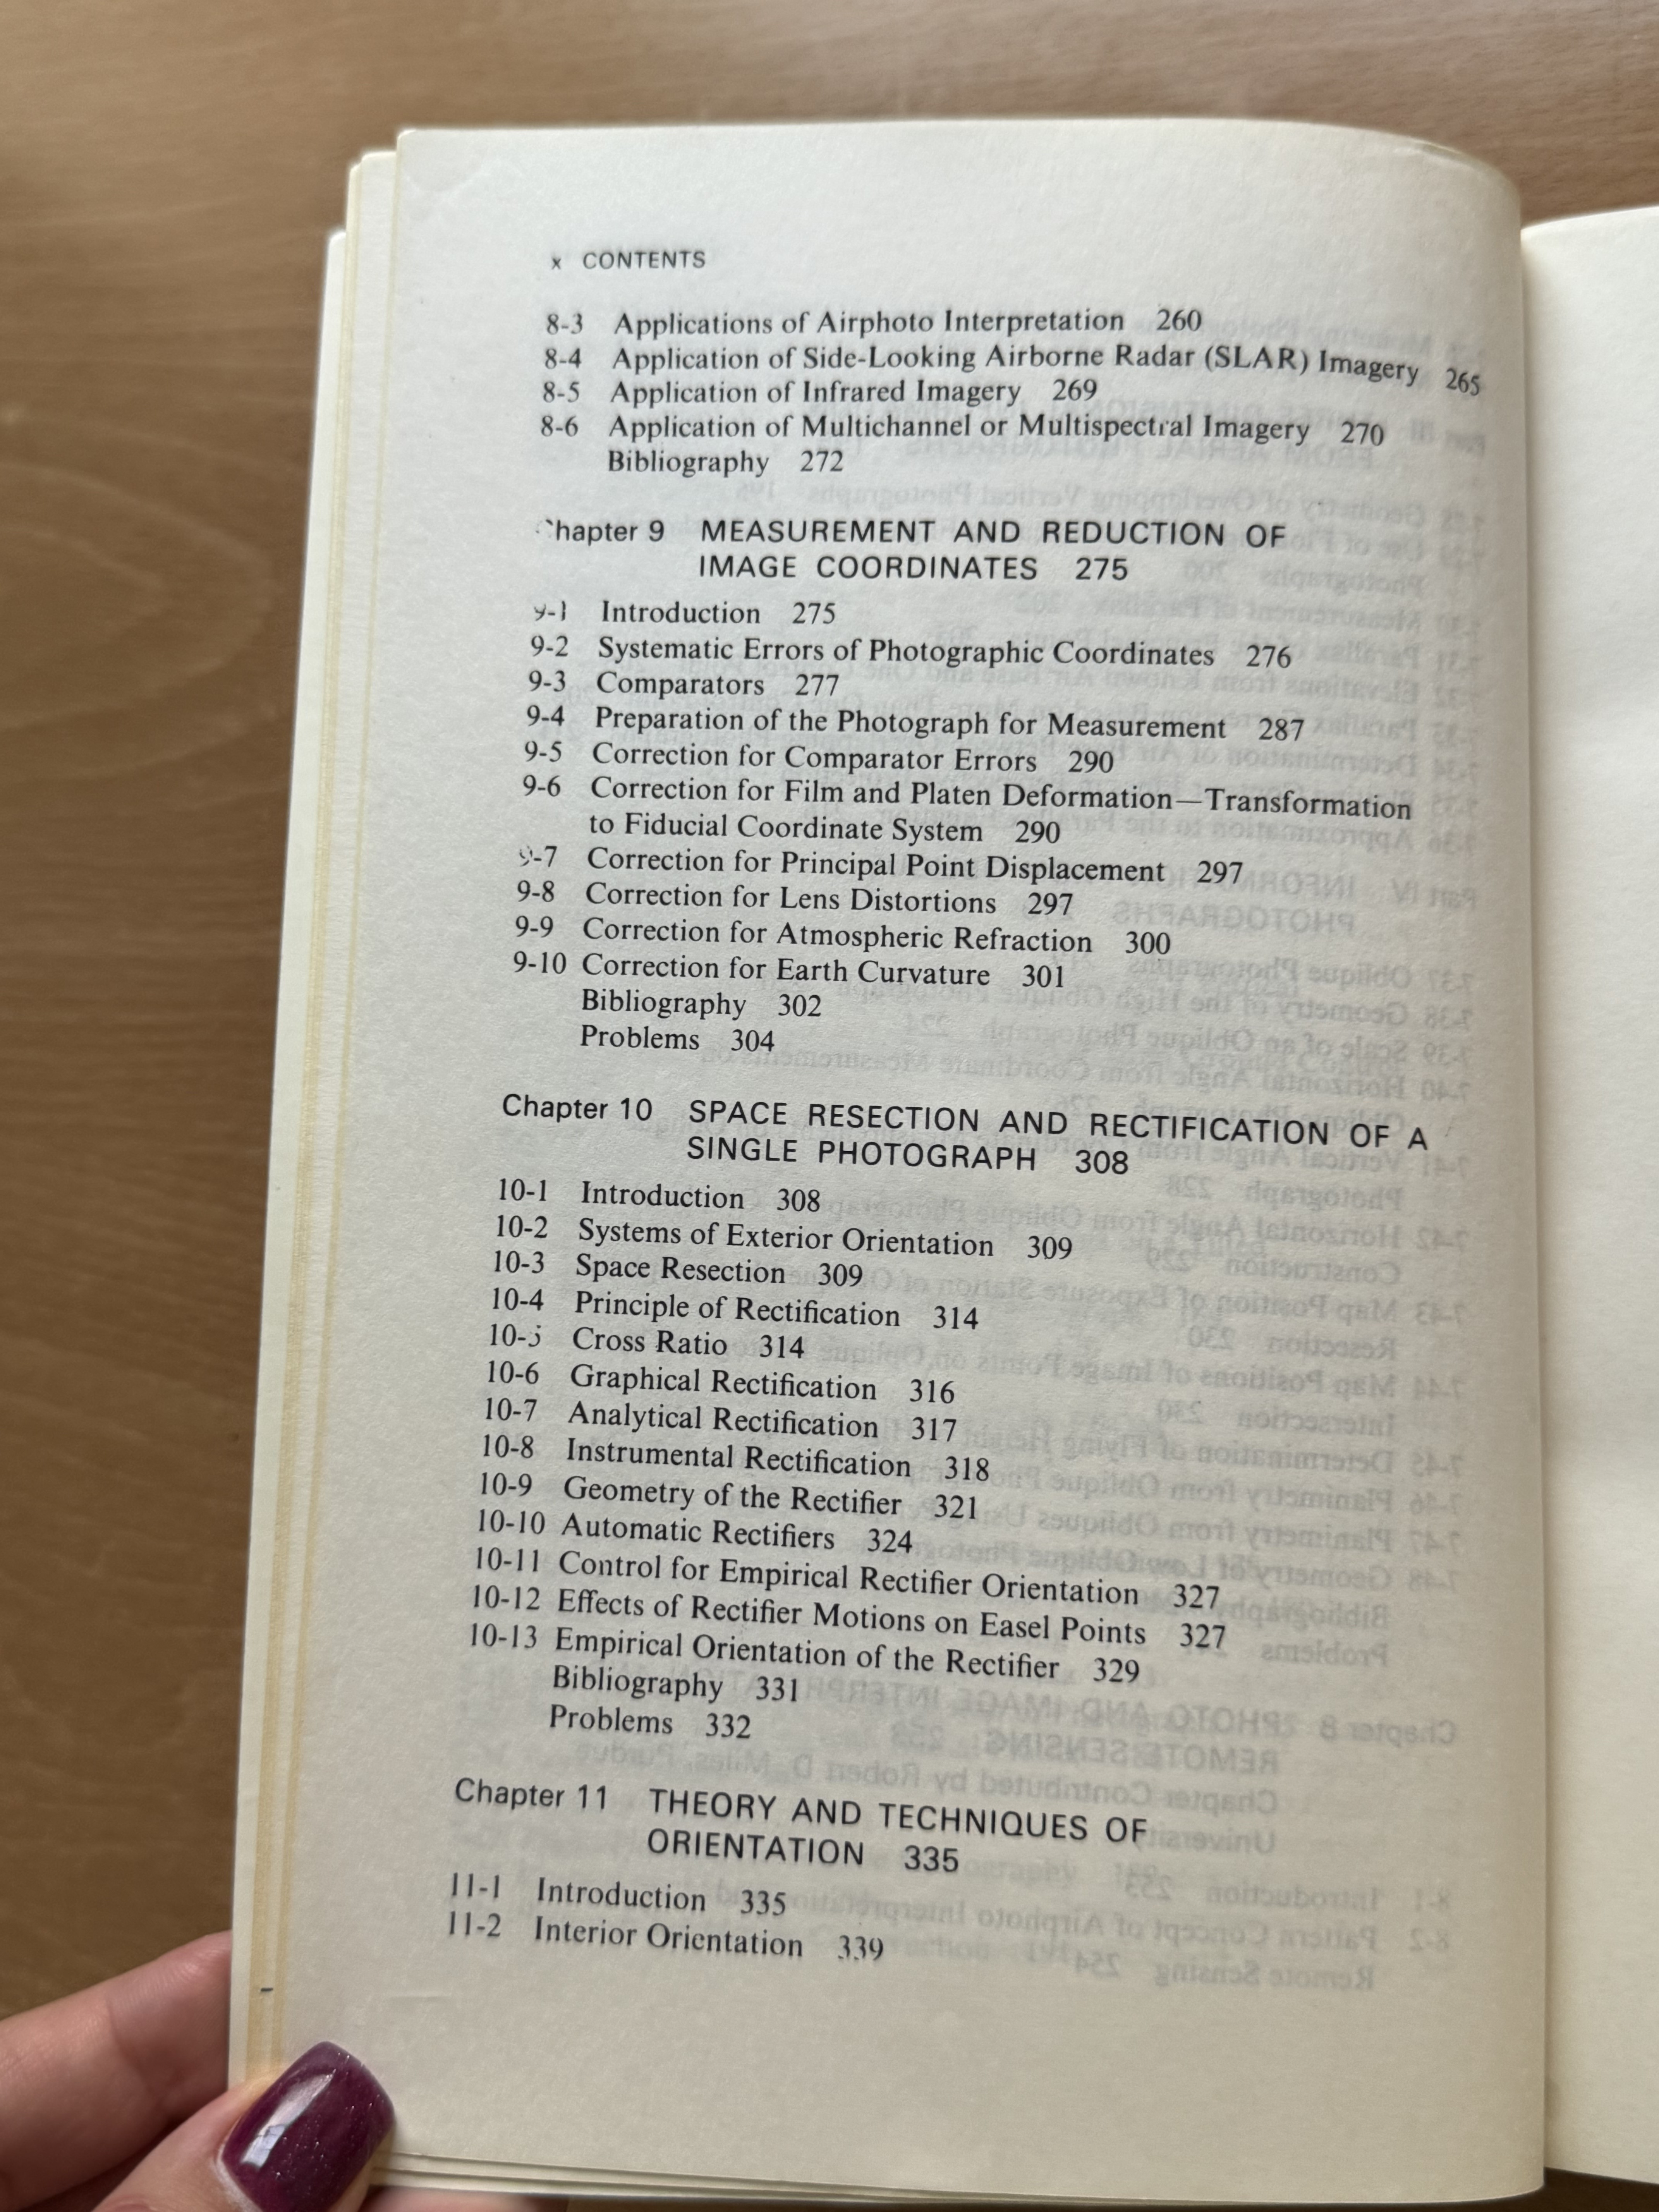 x CONTENTS
8-3 Applications of Airphoto Interpretation 260
8-4 Application of Side-Looking Airborne Radar (SLAR) Imagery 265
8-5 Application of Infrared Imagery 269
8-6 Application of Multichannel or Multispectral Imagery 270
Bibliography 272
Chapter 9 MEASUREMENT AND REDUCTION OF
IMAGE COORDINATES 275
9-1 Introduction 275
9-2 Systematic Errors of Photographic Coordinates 276
9-3 Comparators 277
9-4 Preparation of the Photograph for Measurement 287
9-5 Correction for Comparator Errors 290
9-6 Correction for Film and Platen Deformation—Transformation
to Fiducial Coordinate System 290
9-7 Correction for Principal Point Displacement 297
9-8 Correction for Lens Distortions 297
9-9 Correction for Atmospheric Refraction 300
9-10 Correction for Earth Curvature 301
Bibliography 302
Problems 304
Chapter 10 SPACE RESECTION AND RECTIFICATION OF A
SINGLE PHOTOGRAPH 308
10-1 Introduction 308
10-2 Systems of Exterior Orientation 309
10-3 Space Resection 309
10-4 Principle of Rectification 314
10-5 Cross Ratio 314
10-6 Graphical Rectification 316
10-7 Analytical Rectification 317
10-8 Instrumental Rectification 318
10-9 Geometry of the Rectifier 321
10-10 Automatic Rectifiers 324
10-11 Control for Empirical Rectifier Orientation 327
10-12 Effects of Rectifier Motions on Easel Points 327
10-13 Empirical Orientation of the Rectifier 329
Bibliography 331
Problems 332
Chapter 11 THEORY AND TECHNIQUES OF
ORIENTATION 335
11-1 Introduction 335
11-2 Interior Orientation 339